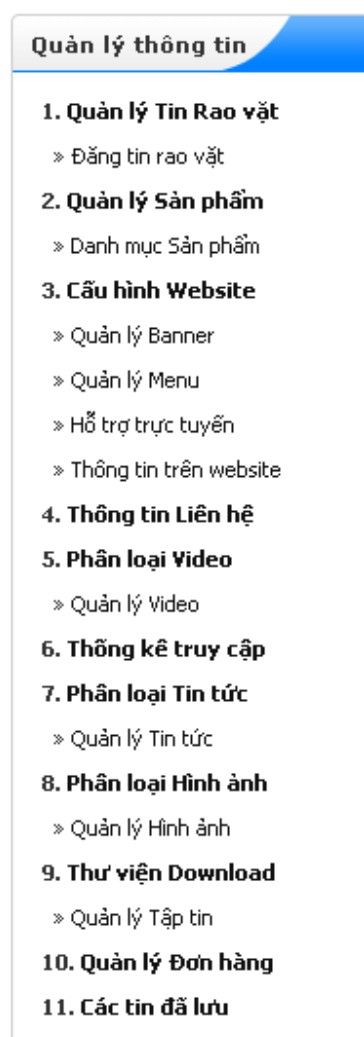 Quản lý thông tin
1. Quản lý Tin Rao vặt
» Đăng tin rao vặt
2. Quản lý Sản phẩm
» Danh mục Sản phẩm
3. Cấu hình Website
» Quản lý Banner
» Quản lý Menu
» Hỗ trợ trực tuyến
» Thông tin trên website
4. Thông tin Liên hệ
5. Phân loại Video
» Quản lý Video
6. Thống kê truy cập
7. Phân loại Tin tức
» Quản lý Tin tức
8. Phân loại Hình ảnh
» Quản lý Hình ảnh
9. Thư viện Download
» Quản lý Tập tin
10. Quản lý Đơn hàng
11. Các tin đã lưu